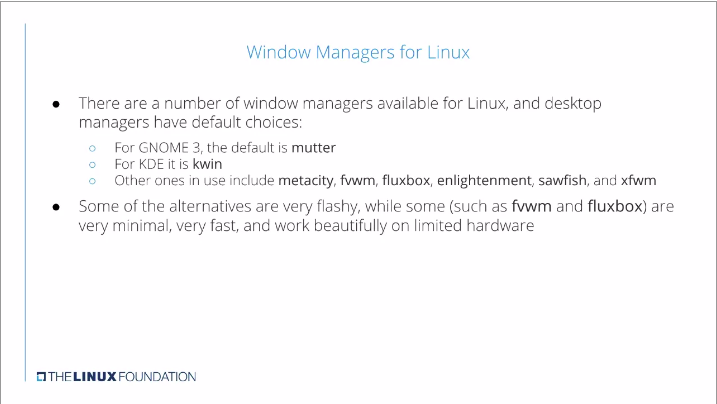 Window Managers for Linux
● There are a number of window managers available for Linux, and desktop
managers have default choices:
○ For GNOME 3, the default is mutter
○ For KDE it is kwin
○ Other ones in use include metacity, fvwm, fluxbox, enlightenment, sawfish, and xfwm
● Some of the alternatives are very flashy, while some (such as fvwm and fluxbox) are
very minimal, very fast, and work beautifully on limited hardware
THE LINUX FOUNDATION